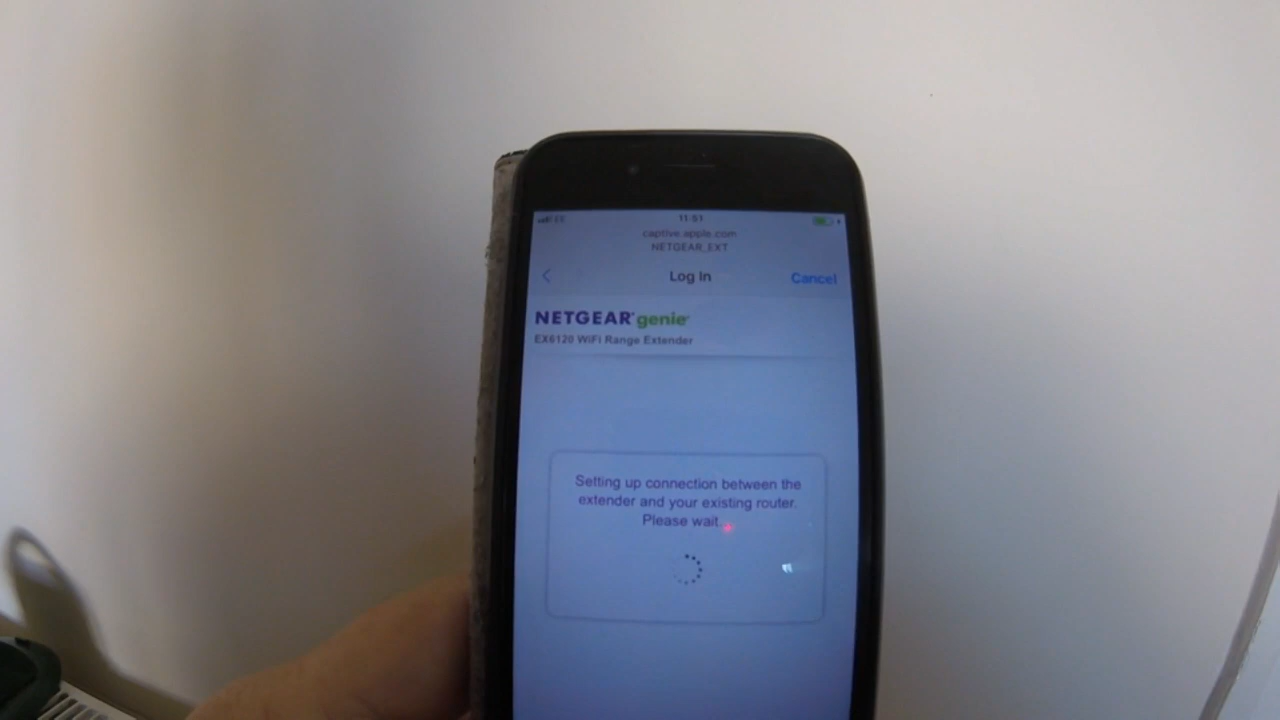 11:51
captive.apple.com
NETGEAR_EXT
Log In
Cancel
NETGEAR genie
EX6120 WiFi Range Extender
Setting up connection between the
extender and your existing router.
Please wait.